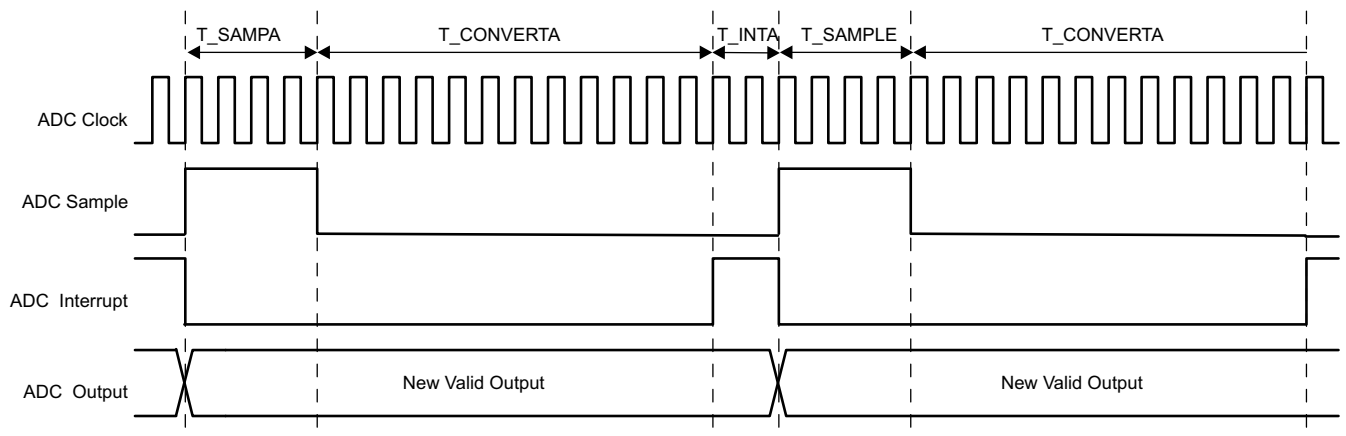 T_SAMPA T_CONVERTA T_INTA T_SAMPLE T_CONVERTA
ADC Clock
ADC Sample
ADC Interrupt
ADC Output New Valid Output New Valid Output